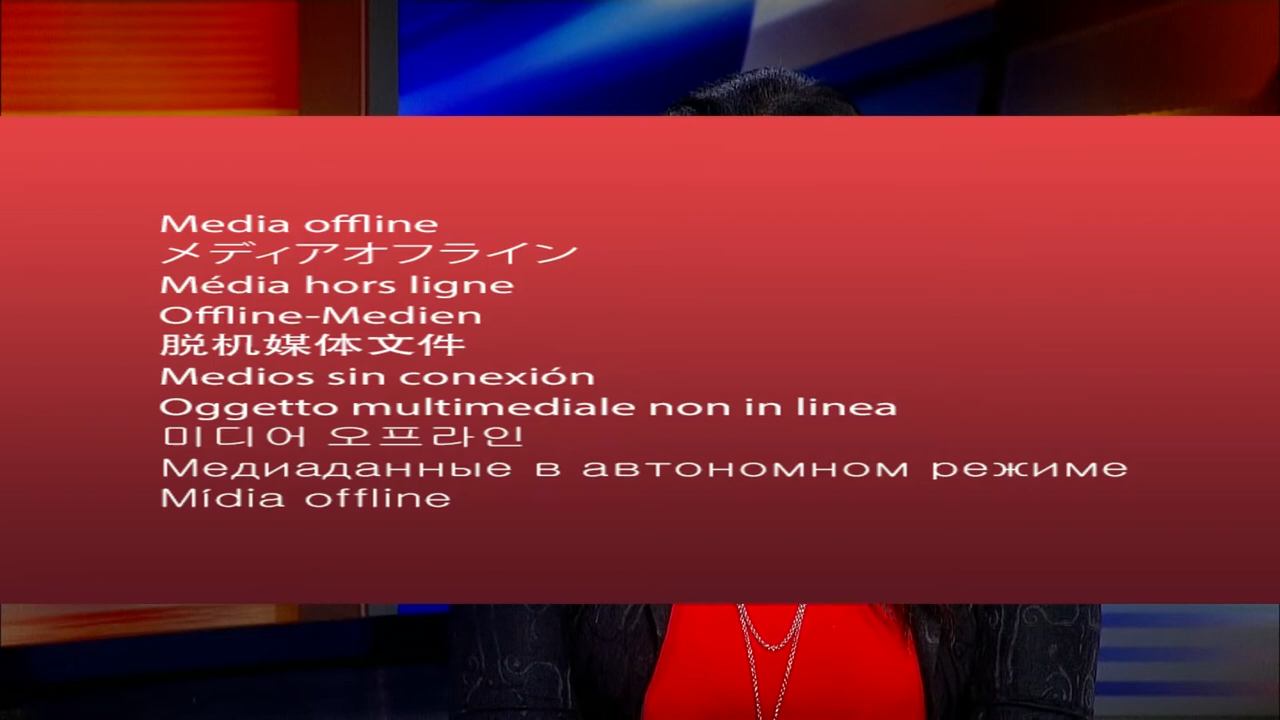 Media offline
メディアオフライン
Média hors ligne
Offline-Medien
脱机媒体文件
Medios sin conexión
Oggetto multimediale non in linea
미디어 오프라인
Медиаданные в автономном режиме
Mídia offline